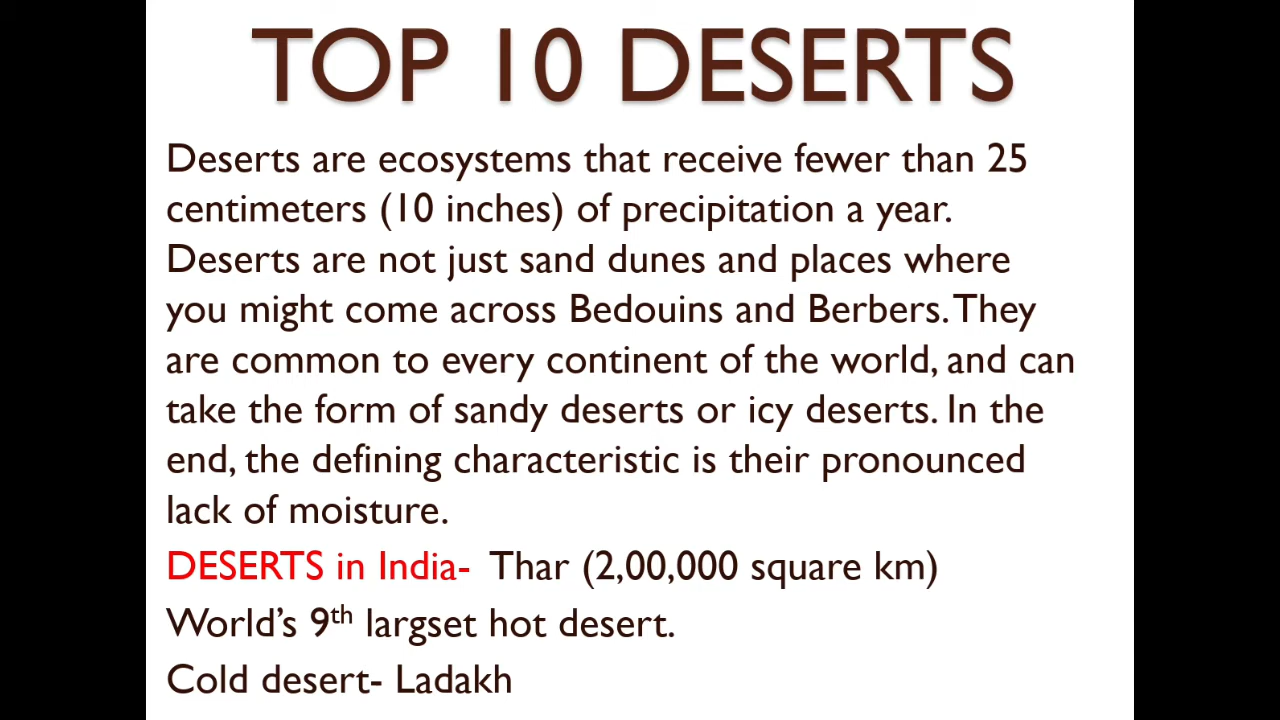 TOP 10 DESERTS
Deserts are ecosystems that receive fewer than 25
centimeters (10 inches) of precipitation a year.
Deserts are not just sand dunes and places where
you might come across Bedouins and Berbers. They
are common to every continent of the world, and can
take the form of sandy deserts or icy deserts. In the
end, the defining characteristic is their pronounced
lack of moisture.
DESERTS in India- Thar (2,00,000 square km)
World’s 9th largset hot desert.
Cold desert- Ladakh